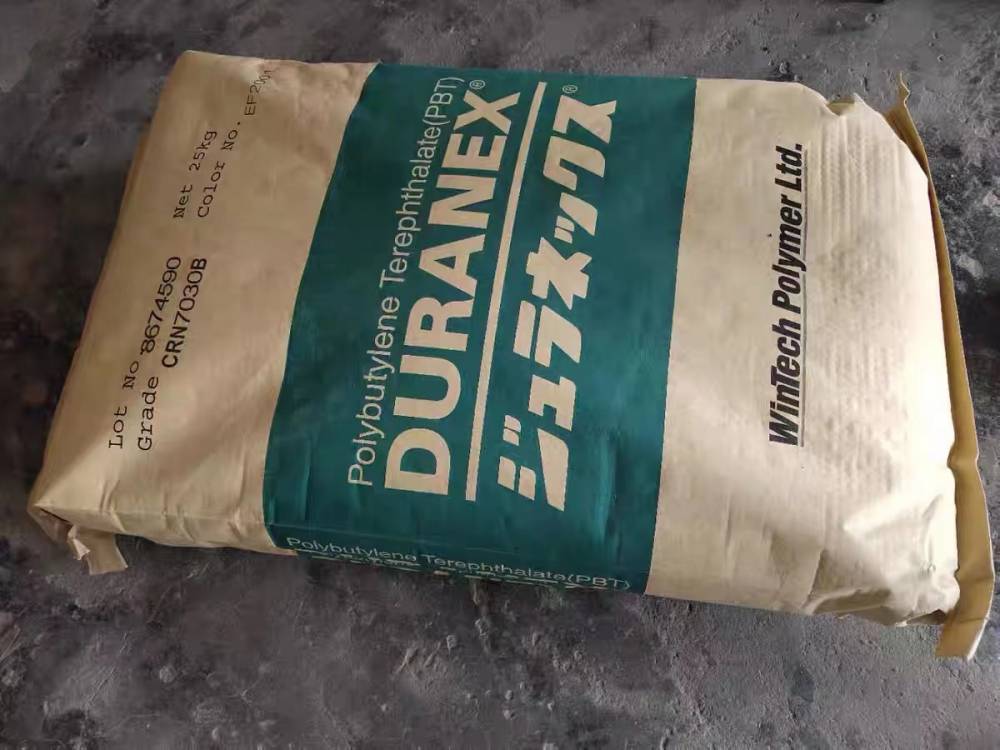 Lot No 8674590 Net 25kg
Grade CRN7030B Color No. EF2001
Polybutylene Terephthalate(PBT)
DURANEX®
ジュラネックス®
WinTech Polymer Ltd.
Polybutylene Terephthalate(PBT)